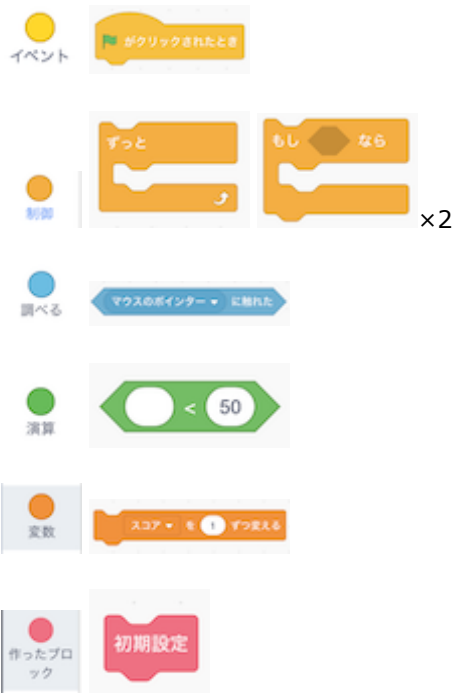 イベント
がクリックされたとき
ずっと
もし なら
制御
×2
調べる
マウスのポインター に触れた
演算
< 50
変数
スコア を 1 ずつ変える
作ったブロ
ック
初期設定